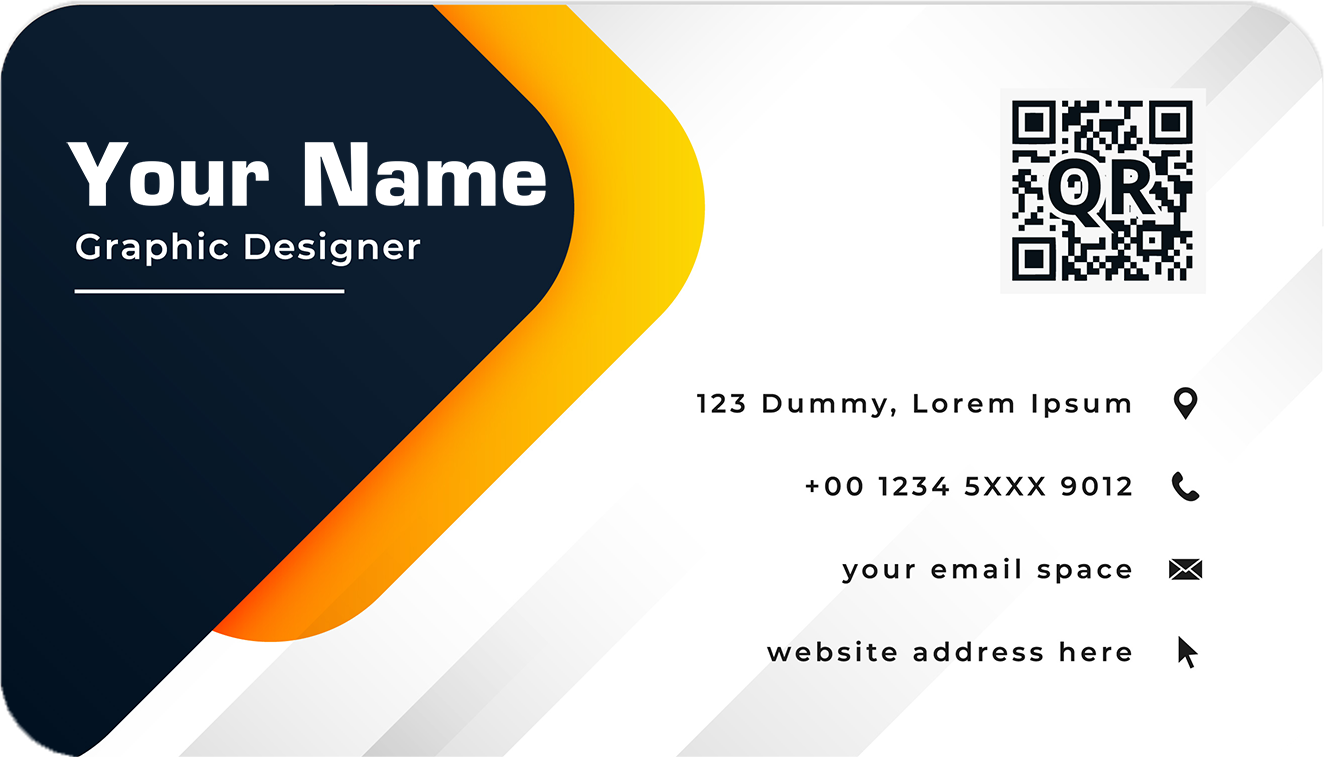 Your Name
Graphic Designer
QR
123 Dummy, Lorem Ipsum
+00 1234 5XXX 9012
your email space
website address here